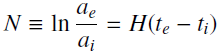 N ≡ ln a_e/a_i = H(t_e − t_i)